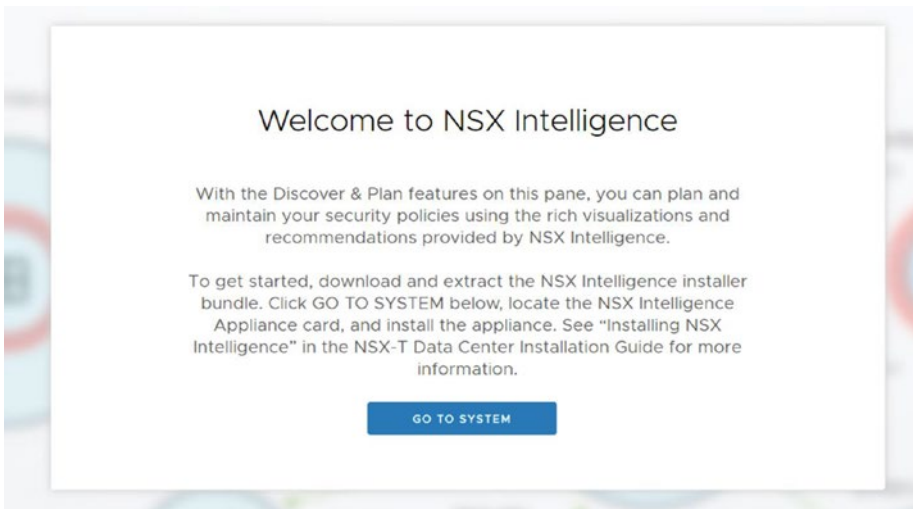 Welcome to NSX Intelligence
With the Discover & Plan features on this pane, you can plan and
maintain your security policies using the rich visualizations and
recommendations provided by NSX Intelligence.
To get started, download and extract the NSX Intelligence installer
bundle. Click GO TO SYSTEM below, locate the NSX Intelligence
Appliance card, and install the appliance. See “Installing NSX
Intelligence” in the NSX-T Data Center Installation Guide for more
information.
GO TO SYSTEM